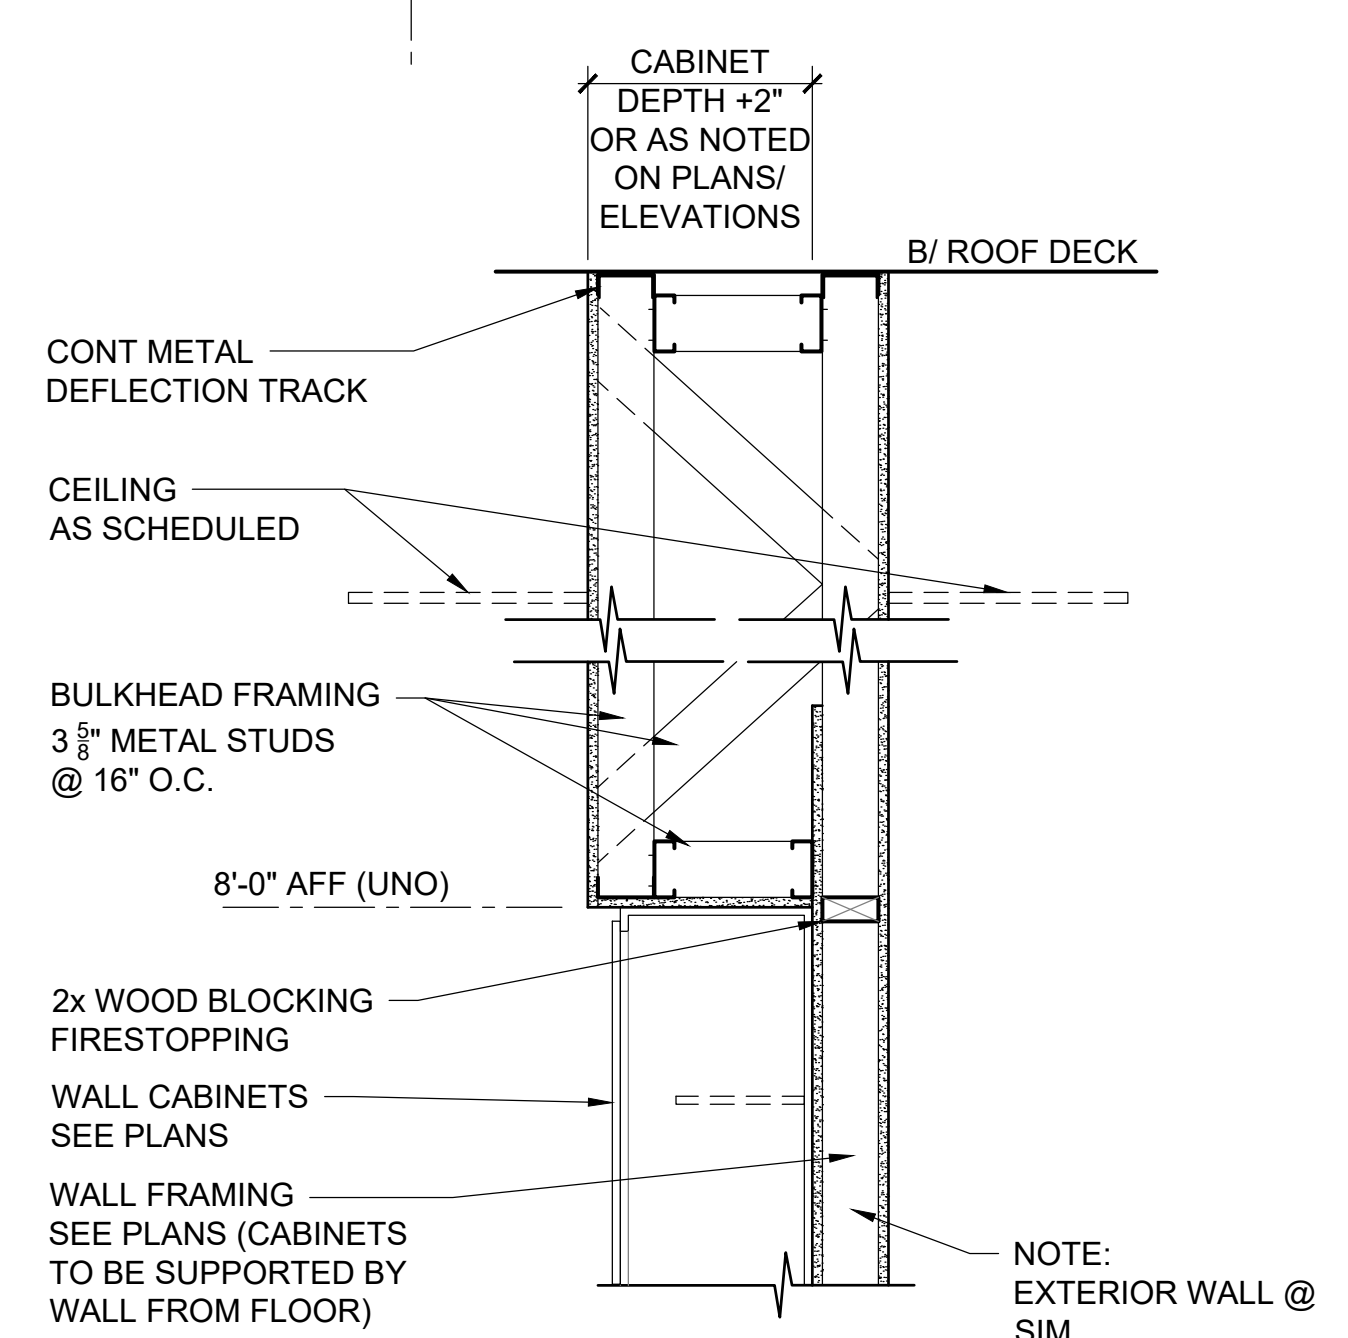 CABINET
DEPTH +2"
OR AS NOTED
ON PLANS/
ELEVATIONS
B/ ROOF DECK
CONT METAL
DEFLECTION TRACK
CEILING
AS SCHEDULED
BULKHEAD FRAMING
3 5/8" METAL STUDS
@ 16" O.C.
8'-0" AFF (UNO)
2x WOOD BLOCKING
FIRESTOPPING
WALL CABINETS
SEE PLANS
WALL FRAMING
SEE PLANS (CABINETS
TO BE SUPPORTED BY
WALL FROM FLOOR)
NOTE:
EXTERIOR WALL @
SIM